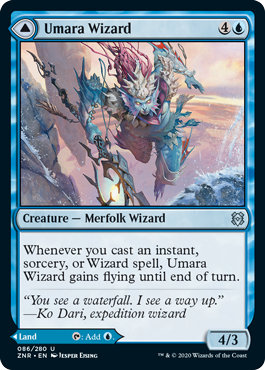 Umara Wizard 4
Creature — Merfolk Wizard
Whenever you cast an instant,
sorcery, or Wizard spell, Umara
Wizard gains flying until end of turn.
“You see a waterfall. I see a way up.”
—Ko Dari, expedition wizard
Land : Add
4/3
086/280 U
ZNR • EN Jesper Ejsing
™ & © 2020 Wizards of the Coast